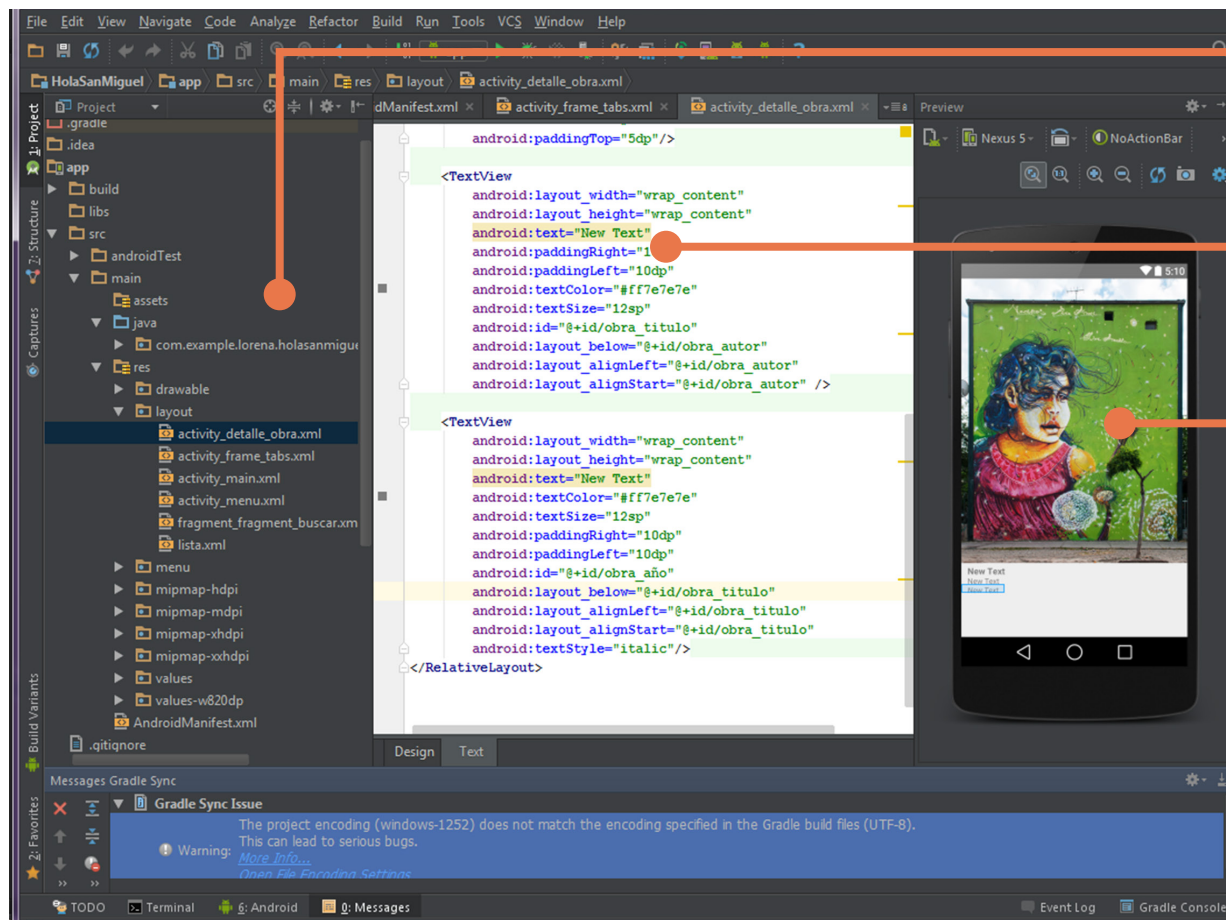 File Edit View Navigate Code Analyze Refactor Build Run Tools VCS Window Help
HolaSanMiguel app src main res layout activity_detalle_obra.xml
1: Project
7: Structure
Captures
Build Variants
2: Favorites
Project
.gradle
.idea
app
build
libs
src
androidTest
main
assets
java
com.example.lorena.holasanmigue
res
drawable
layout
activity_detalle_obra.xml
activity_frame_tabs.xml
activity_main.xml
activity_menu.xml
fragment_fragment_buscar.xm
lista.xml
menu
mipmap-hdpi
mipmap-mdpi
mipmap-xhdpi
mipmap-xxhdpi
values
values-w820dp
AndroidManifest.xml
.gitignore
dManifest.xml activity_frame_tabs.xml activity_detalle_obra.xml
android:paddingTop="5dp"/>
<TextView
android:layout_width="wrap_content"
android:layout_height="wrap_content"
android:text="New Text"
android:paddingRight="1
android:paddingLeft="10dp"
android:textColor="#ff7e7e7e"
android:textSize="12sp"
android:id="@+id/obra_titulo"
android:layout_below="@+id/obra_autor"
android:layout_alignLeft="@+id/obra_autor"
android:layout_alignStart="@+id/obra_autor" />
<TextView
android:layout_width="wrap_content"
android:layout_height="wrap_content"
android:text="New Text"
android:textColor="#ff7e7e7e"
android:textSize="12sp"
android:paddingRight="10dp"
android:paddingLeft="10dp"
android:id="@+id/obra_año"
android:layout_below="@+id/obra_titulo"
android:layout_alignLeft="@+id/obra_titulo"
android:layout_alignStart="@+id/obra_titulo"
android:textStyle="italic"/>
</RelativeLayout>
Design Text
Preview
Nexus 5 NoActionBar
5:10
New Text
New Text
New Text
Messages Gradle Sync
Gradle Sync Issue
Warning: The project encoding (windows-1252) does not match the encoding specified in the Gradle build files (UTF-8).
This can lead to serious bugs.
More Info...
Open File Encoding Settings
TODO Terminal 6: Android 0: Messages Event Log Gradle Console